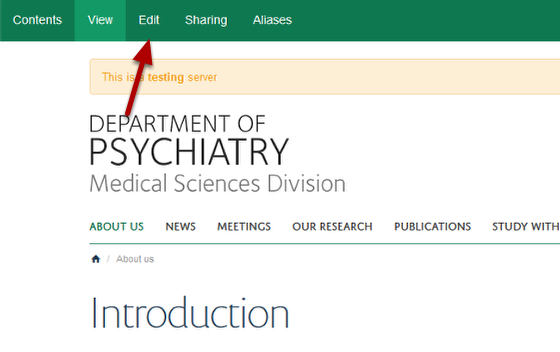 Contents View Edit Sharing Aliases
This is a testing server
DEPARTMENT OF
PSYCHIATRY
Medical Sciences Division
ABOUT US NEWS MEETINGS OUR RESEARCH PUBLICATIONS STUDY WITH
/ About us
Introduction